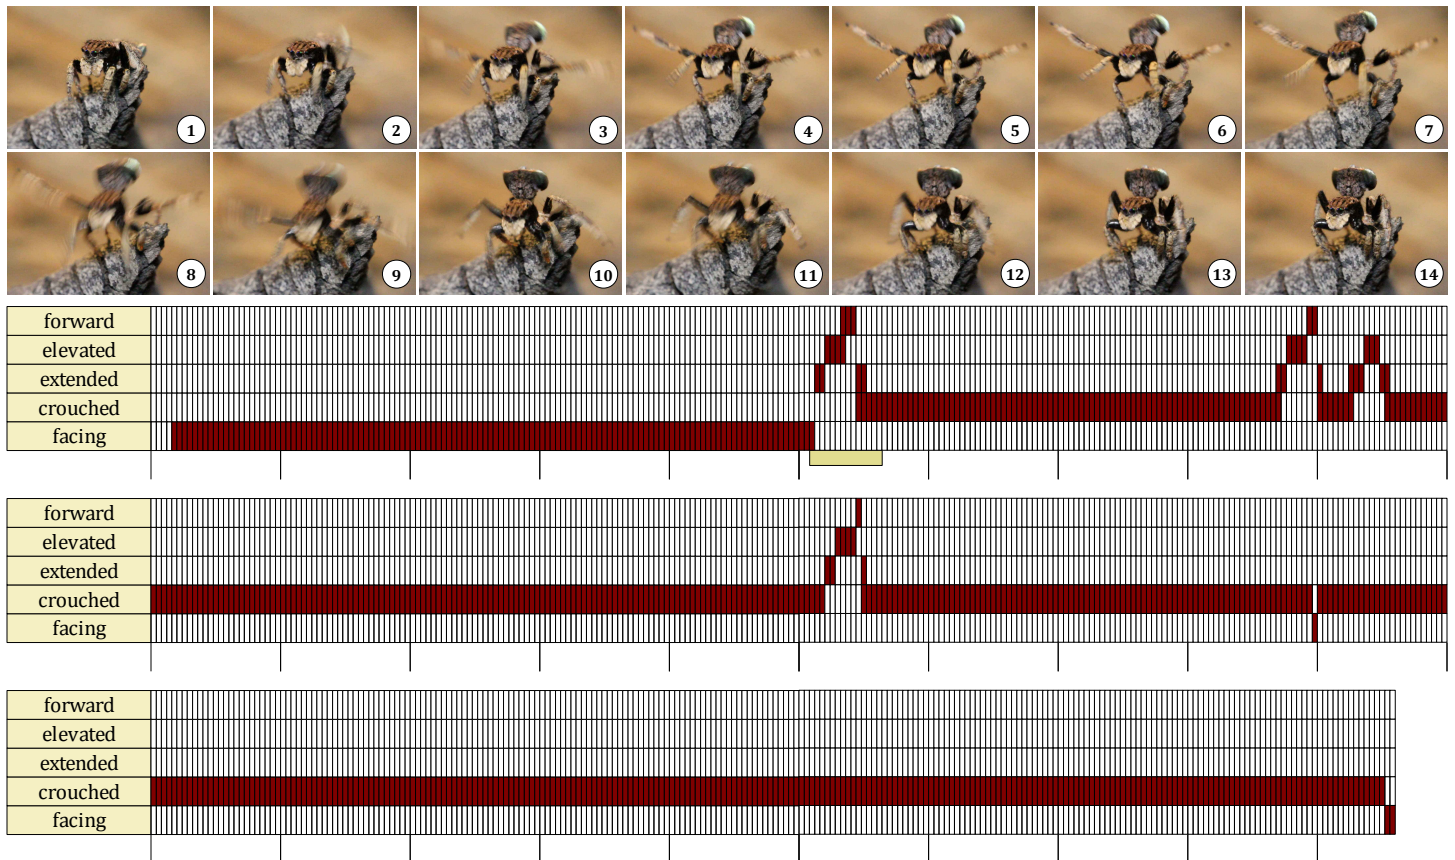 1 2 3 4 5 6 7
8 9 10 11 12 13 14
forward
elevated
extended
crouched
facing
forward
elevated
extended
crouched
facing
forward
elevated
extended
crouched
facing